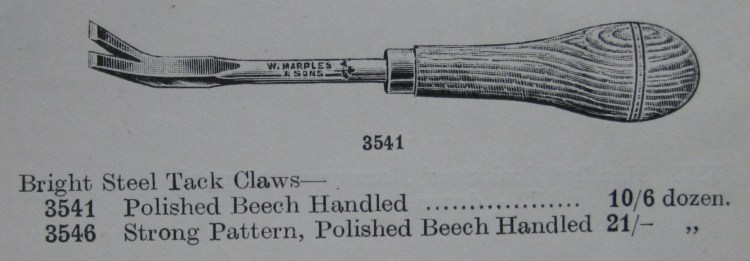 W. MARPLES
& SONS
3541
Bright Steel Tack Claws—
3541 Polished Beech Handled .................. 10/6 dozen.
3546 Strong Pattern, Polished Beech Handled 21/– „